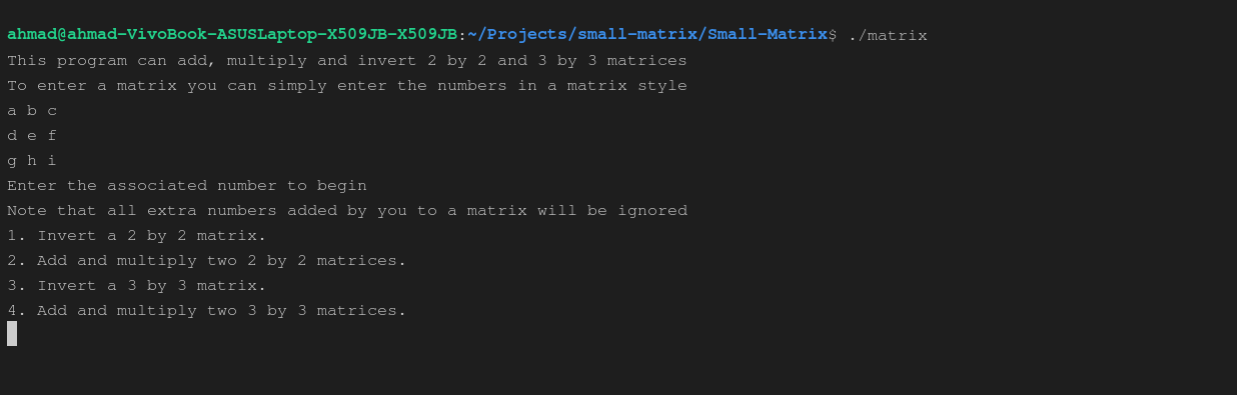 ahmad@ahmad-VivoBook-ASUSLaptop-X509JB-X509JB:~/Projects/small-matrix/Small-Matrix$ ./matrix
This program can add, multiply and invert 2 by 2 and 3 by 3 matrices
To enter a matrix you can simply enter the numbers in a matrix style
a b c
d e f
g h i
Enter the associated number to begin
Note that all extra numbers added by you to a matrix will be ignored
1. Invert a 2 by 2 matrix.
2. Add and multiply two 2 by 2 matrices.
3. Invert a 3 by 3 matrix.
4. Add and multiply two 3 by 3 matrices.